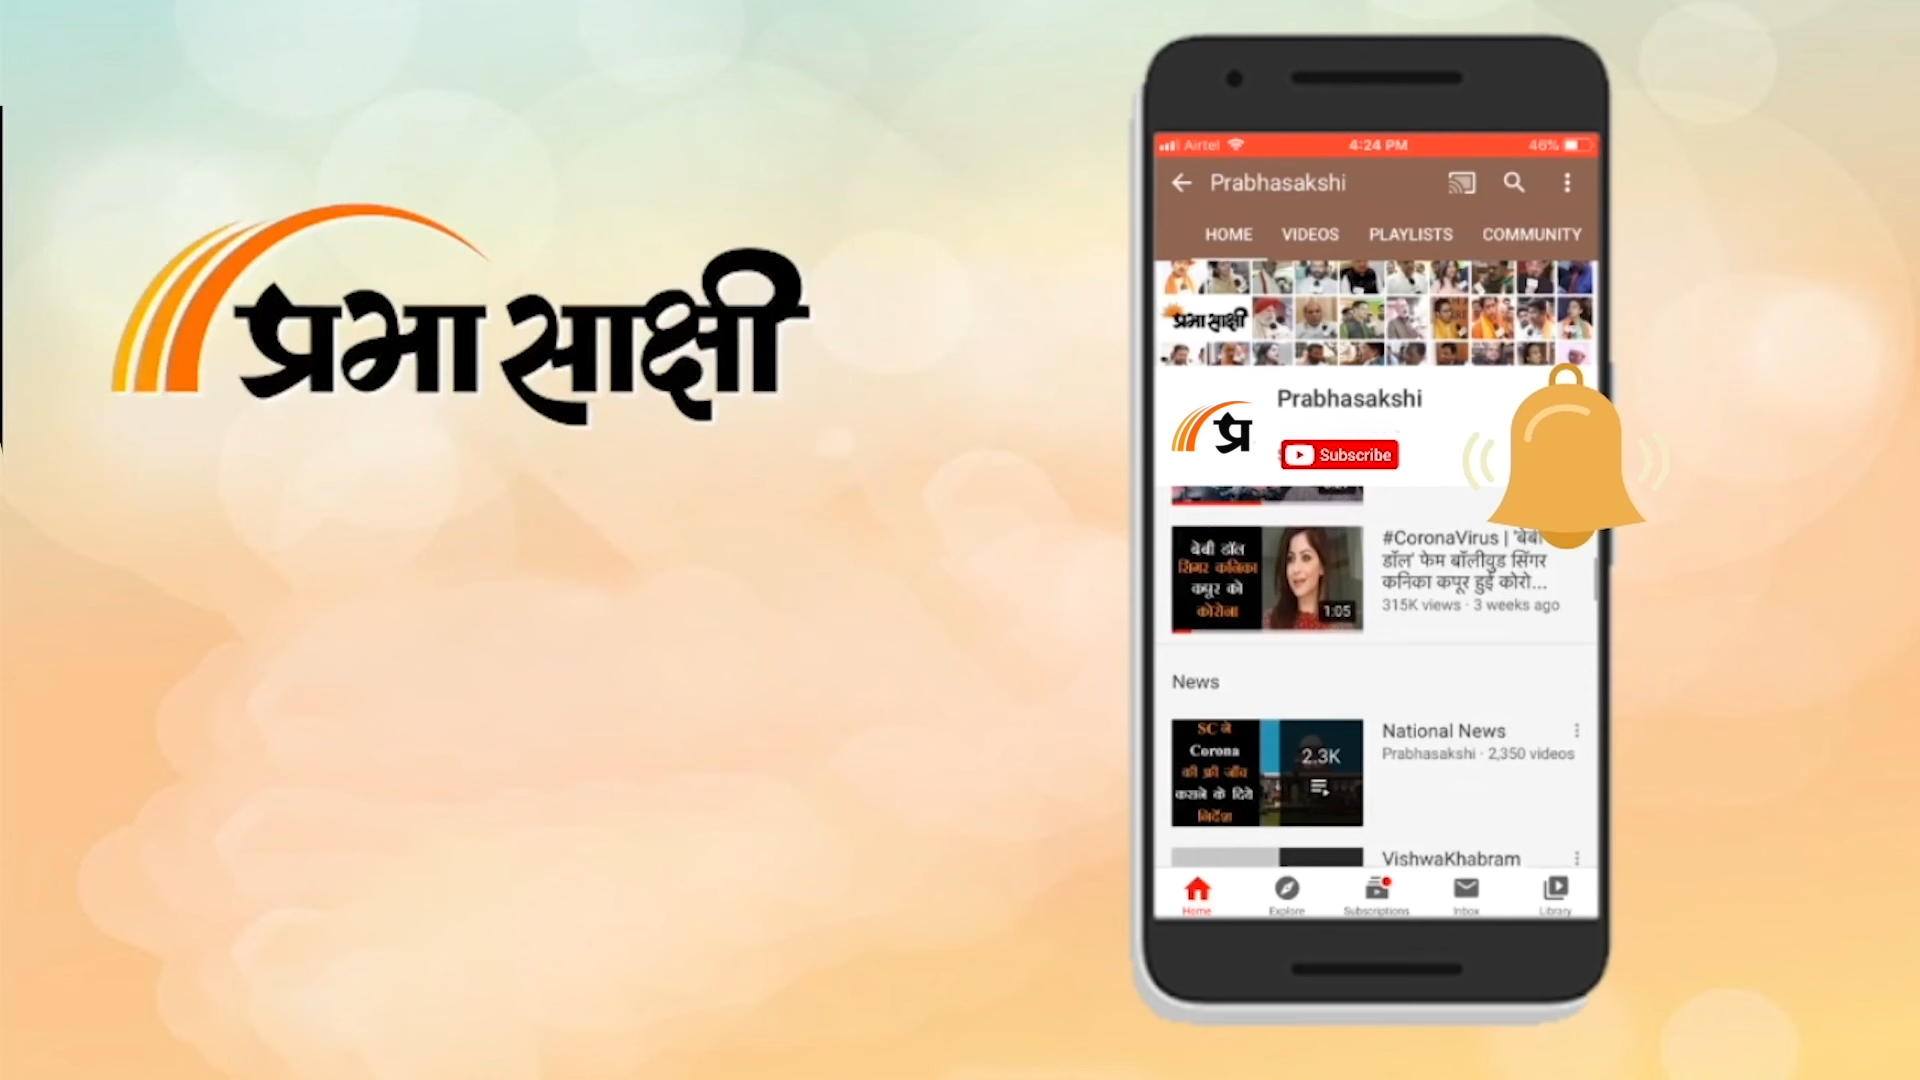 प्रभासाक्षी
Airtel 4:24 PM 46%
Prabhasakshi
HOME VIDEOS PLAYLISTS COMMUNITY
प्रभासाक्षी
Prabhasakshi
प्र
Subscribe
बेबी डॉल
सिंगर कनिका
कपूर को
कोरोना
1:05
#CoronaVirus | 'बेबी
डॉल' फेम बॉलीवुड सिंगर
कनिका कपूर हुईं कोरो...
315K views · 3 weeks ago
News
SC ने
Corona
की फ्री जाँच
कराने के दिये
निर्देश
2.3K
National News
Prabhasakshi · 2,350 videos
VishwaKhabram
Home Explore Subscriptions Inbox Library